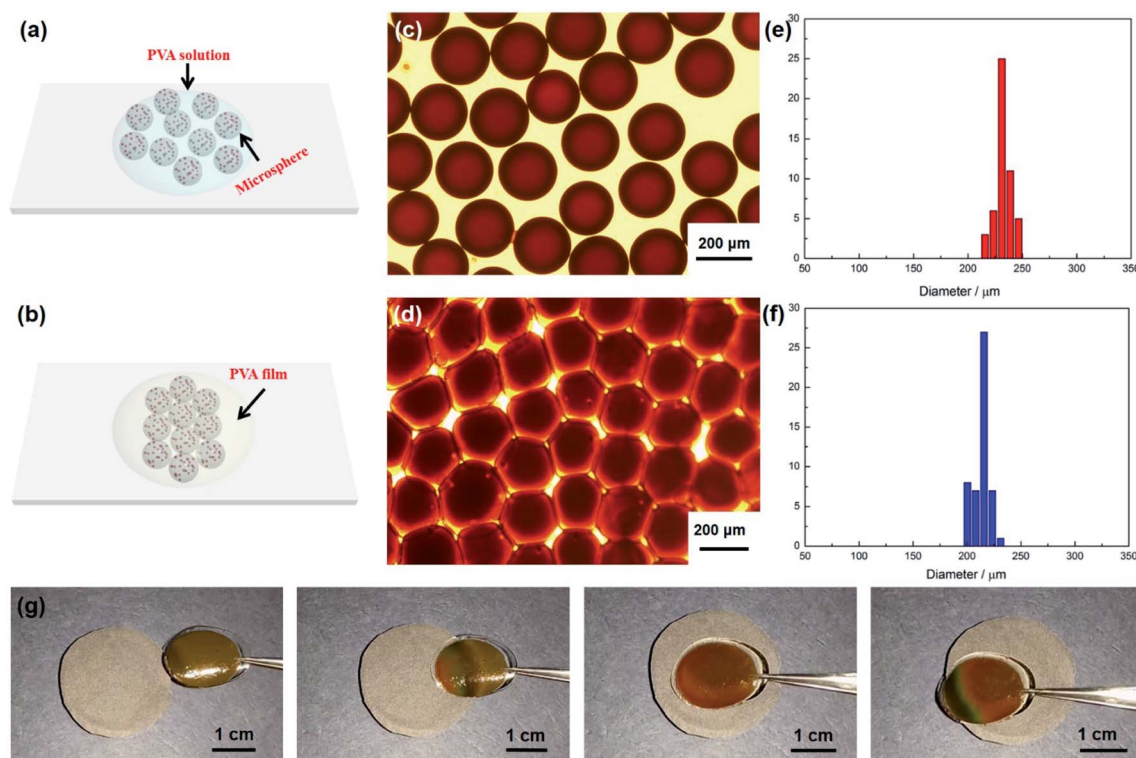 (a)
PVA solution
Microsphere
(b)
PVA film
(c)
200 µm
(d)
200 µm
(e)
30
25
20
15
10
5
0
50 100 150 200 250 300 350
Diameter / µm
(f)
30
25
20
15
10
5
0
50 100 150 200 250 300 350
Diameter / µm
(g)
1 cm
1 cm
1 cm
1 cm